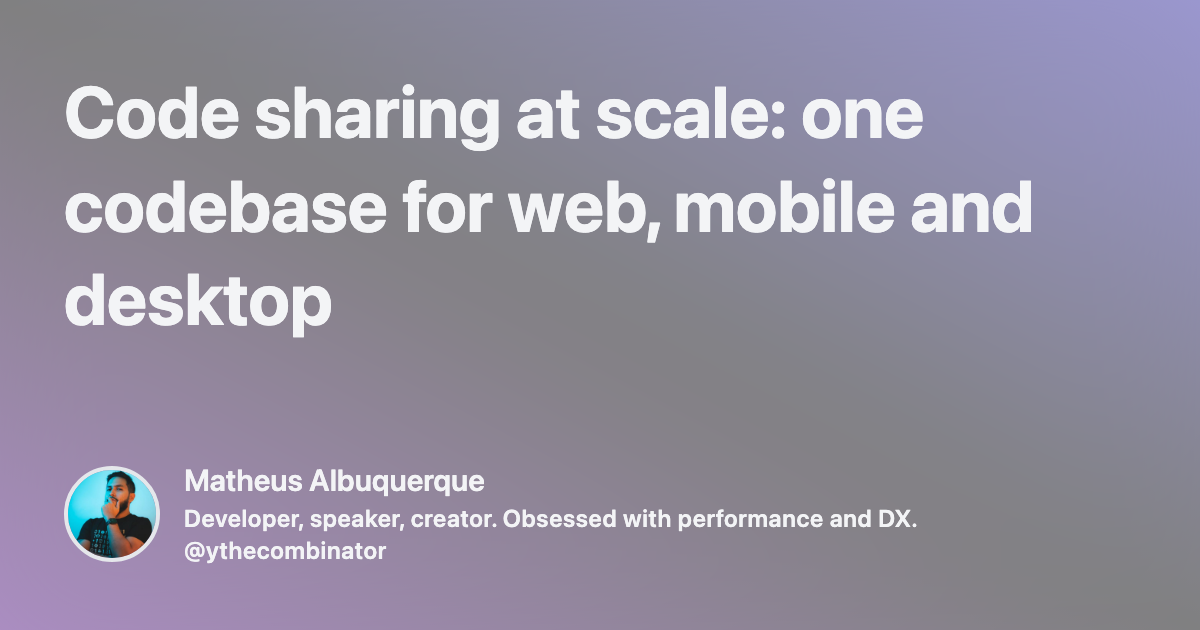 Code sharing at scale: one
codebase for web, mobile and
desktop
Matheus Albuquerque
Developer, speaker, creator. Obsessed with performance and DX.
@ythecombinator